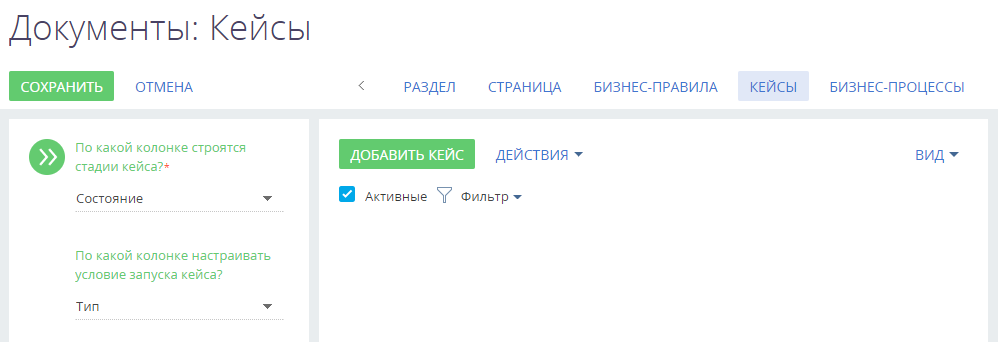 Документы: Кейсы
СОХРАНИТЬ ОТМЕНА РАЗДЕЛ СТРАНИЦА БИЗНЕС-ПРАВИЛА КЕЙСЫ БИЗНЕС-ПРОЦЕССЫ
По какой колонке строятся
стадии кейса?*
Состояние
По какой колонке настраивать
условие запуска кейса?
Тип
ДОБАВИТЬ КЕЙС ДЕЙСТВИЯ ВИД
Активные Фильтр